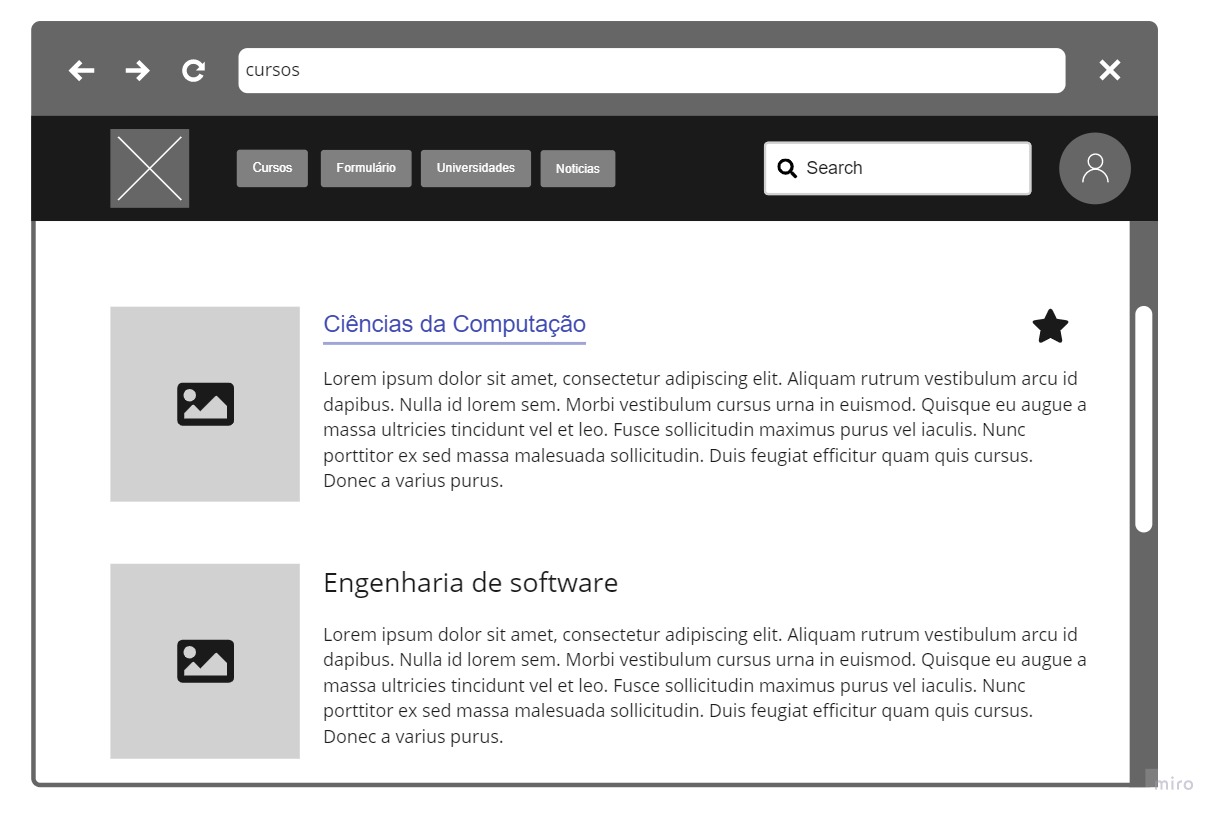 cursos
Cursos
Formulário
Universidades
Noticias
Search
Ciências da Computação
Lorem ipsum dolor sit amet, consectetur adipiscing elit. Aliquam rutrum vestibulum arcu id
dapibus. Nulla id lorem sem. Morbi vestibulum cursus urna in euismod. Quisque eu augue a
massa ultricies tincidunt vel et leo. Fusce sollicitudin maximus purus vel iaculis. Nunc
porttitor ex sed massa malesuada sollicitudin. Duis feugiat efficitur quam quis cursus.
Donec a varius purus.
Engenharia de software
Lorem ipsum dolor sit amet, consectetur adipiscing elit. Aliquam rutrum vestibulum arcu id
dapibus. Nulla id lorem sem. Morbi vestibulum cursus urna in euismod. Quisque eu augue a
massa ultricies tincidunt vel et leo. Fusce sollicitudin maximus purus vel iaculis. Nunc
porttitor ex sed massa malesuada sollicitudin. Duis feugiat efficitur quam quis cursus.
Donec a varius purus.
miro